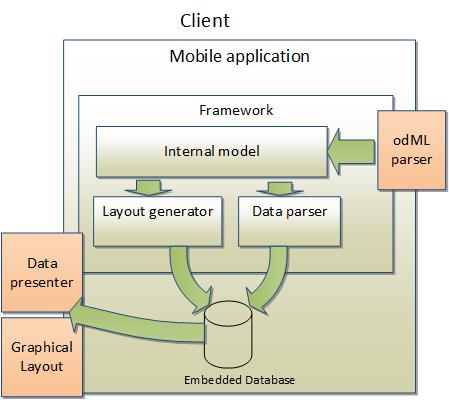 Client
Mobile application
Framework
Internal model
odML
parser
Layout generator
Data parser
Data
presenter
Graphical
Layout
Embedded Database